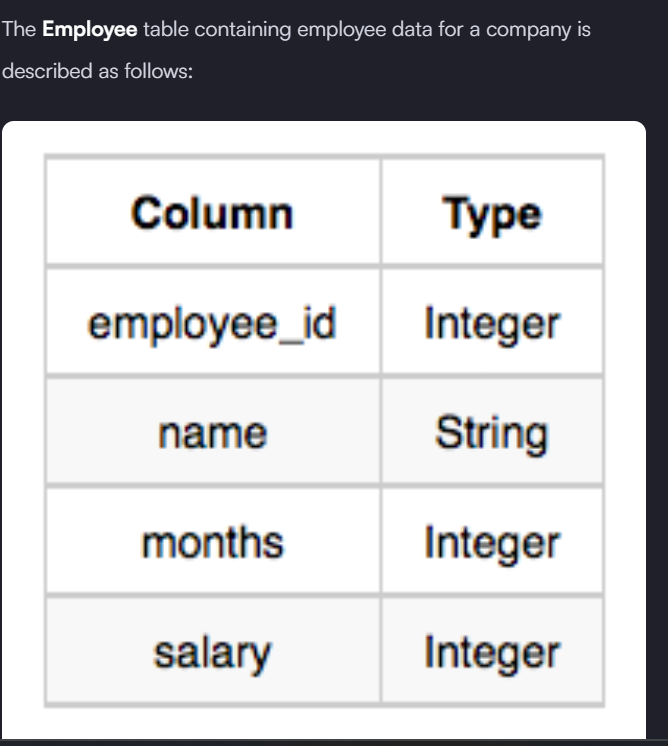 The Employee table containing employee data for a company is
described as follows:
Column Type
employee_id Integer
name String
months Integer
salary Integer